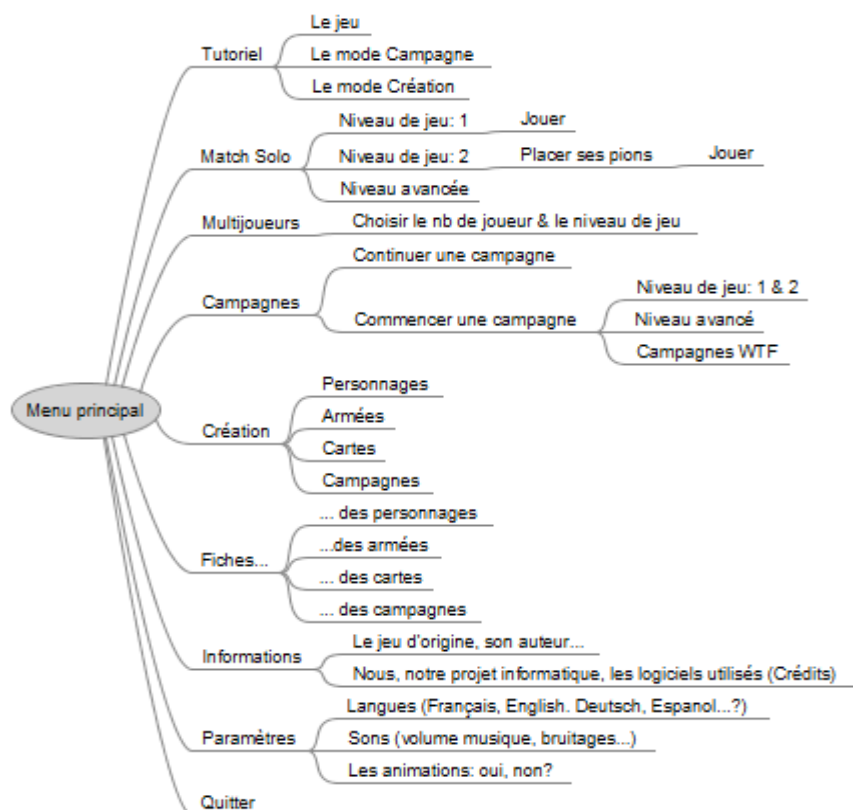 Menu principal
Tutoriel
Le jeu
Le mode Campagne
Le mode Création
Match Solo
Niveau de jeu: 1
Jouer
Niveau de jeu: 2
Placer ses pions
Jouer
Niveau avancée
Multijoueurs
Choisir le nb de joueur & le niveau de jeu
Campagnes
Continuer une campagne
Commencer une campagne
Niveau de jeu: 1 & 2
Niveau avancé
Campagnes WTF
Création
Personnages
Armées
Cartes
Campagnes
Fiches...
... des personnages
...des armées
... des cartes
... des campagnes
Informations
Le jeu d'origine, son auteur...
Nous, notre projet informatique, les logiciels utilisés (Crédits)
Paramètres
Langues (Français, English. Deutsch, Espanol...?)
Sons (volume musique, bruitages...)
Les animations: oui, non?
Quitter